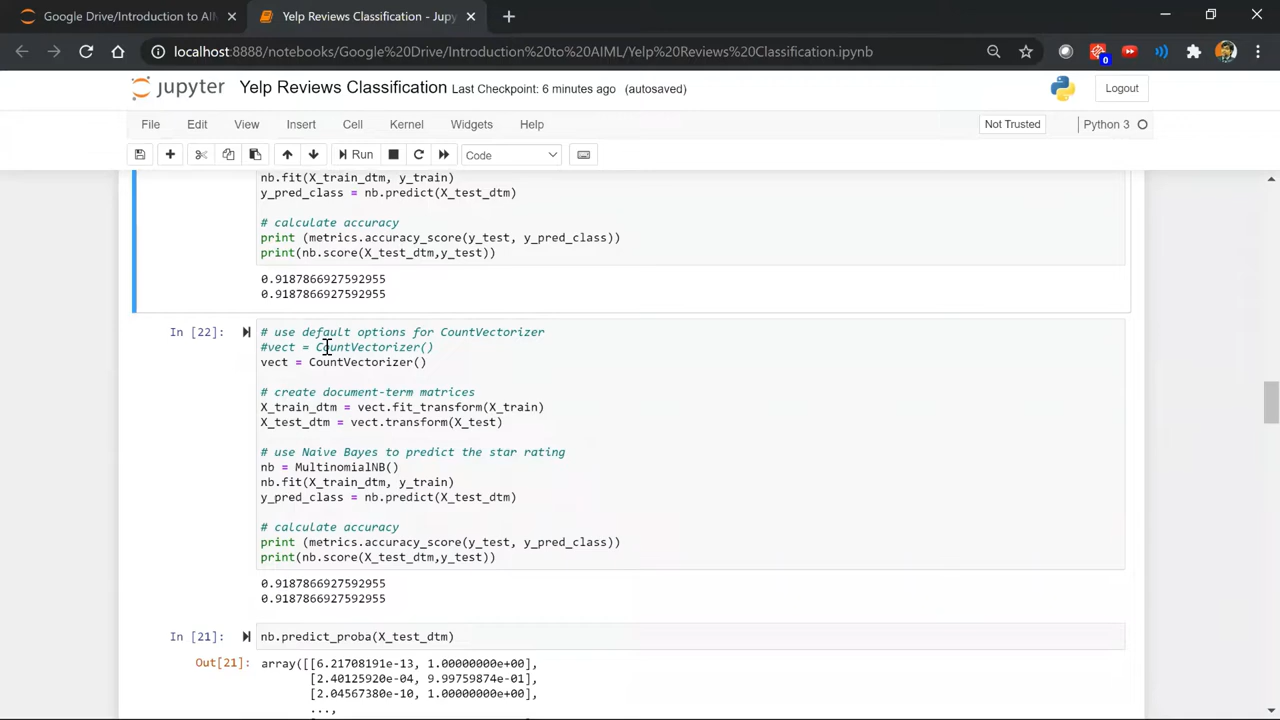 Google Drive/Introduction to AIM
Yelp Reviews Classification - Jup
localhost:8888/notebooks/Google%20Drive/Introduction%20to%20AIML/Yelp%20Reviews%20Classification.ipynb
0
jupyter Yelp Reviews Classification Last Checkpoint: 6 minutes ago (autosaved)
Logout
File Edit View Insert Cell Kernel Widgets Help
Not Trusted
Python 3
Run
Code
nb.fit(X_train_dtm, y_train)
y_pred_class = nb.predict(X_test_dtm)
# calculate accuracy
print (metrics.accuracy_score(y_test, y_pred_class))
print(nb.score(X_test_dtm,y_test))
0.9187866927592955
0.9187866927592955
In [22]:
# use default options for CountVectorizer
#vect = CountVectorizer()
vect = CountVectorizer()
# create document-term matrices
X_train_dtm = vect.fit_transform(X_train)
X_test_dtm = vect.transform(X_test)
# use Naive Bayes to predict the star rating
nb = MultinomialNB()
nb.fit(X_train_dtm, y_train)
y_pred_class = nb.predict(X_test_dtm)
# calculate accuracy
print (metrics.accuracy_score(y_test, y_pred_class))
print(nb.score(X_test_dtm,y_test))
0.9187866927592955
0.9187866927592955
In [21]:
nb.predict_proba(X_test_dtm)
Out[21]:
array([[6.21708191e-13, 1.00000000e+00],
[2.40125920e-04, 9.99759874e-01],
[2.04567380e-10, 1.00000000e+00],
...,